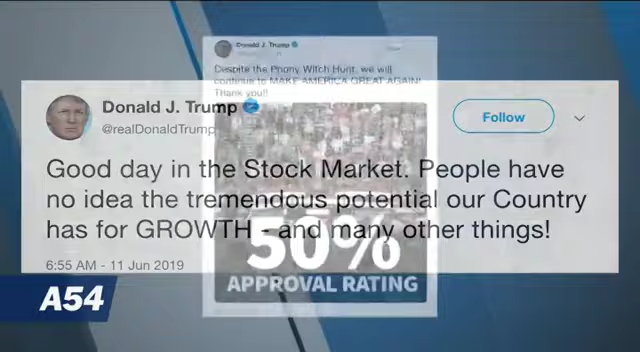 Donald J. Trump
Despite the Phony Witch Hunt, we will
continue to MAKE AMERICA GREAT AGAIN!
Thank you!!
Donald J. Trump
@realDonaldTrump
Follow
Good day in the Stock Market. People have
no idea the tremendous potential our Country
has for GROWTH - and many other things!
6:55 AM - 11 Jun 2019
50%
APPROVAL RATING
A54